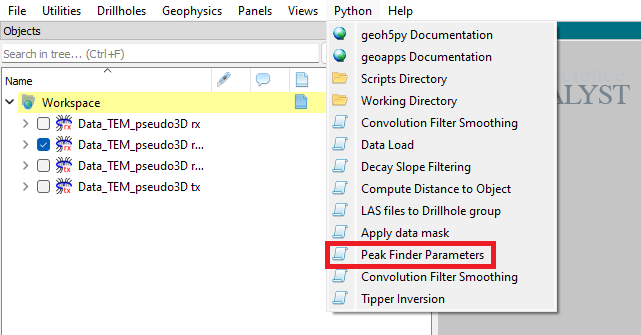 File Utilities Drillholes Geophysics Panels Views Python Help
Objects
Search in tree... (Ctrl+F)
Name
Workspace
Data_TEM_pseudo3D rx
Data_TEM_pseudo3D r...
Data_TEM_pseudo3D r...
Data_TEM_pseudo3D tx
geoh5py Documentation
geoapps Documentation
Scripts Directory
Working Directory
Convolution Filter Smoothing
Data Load
Decay Slope Filtering
Compute Distance to Object
LAS files to Drillhole group
Apply data mask
Peak Finder Parameters
Convolution Filter Smoothing
Tipper Inversion
science
ALYST